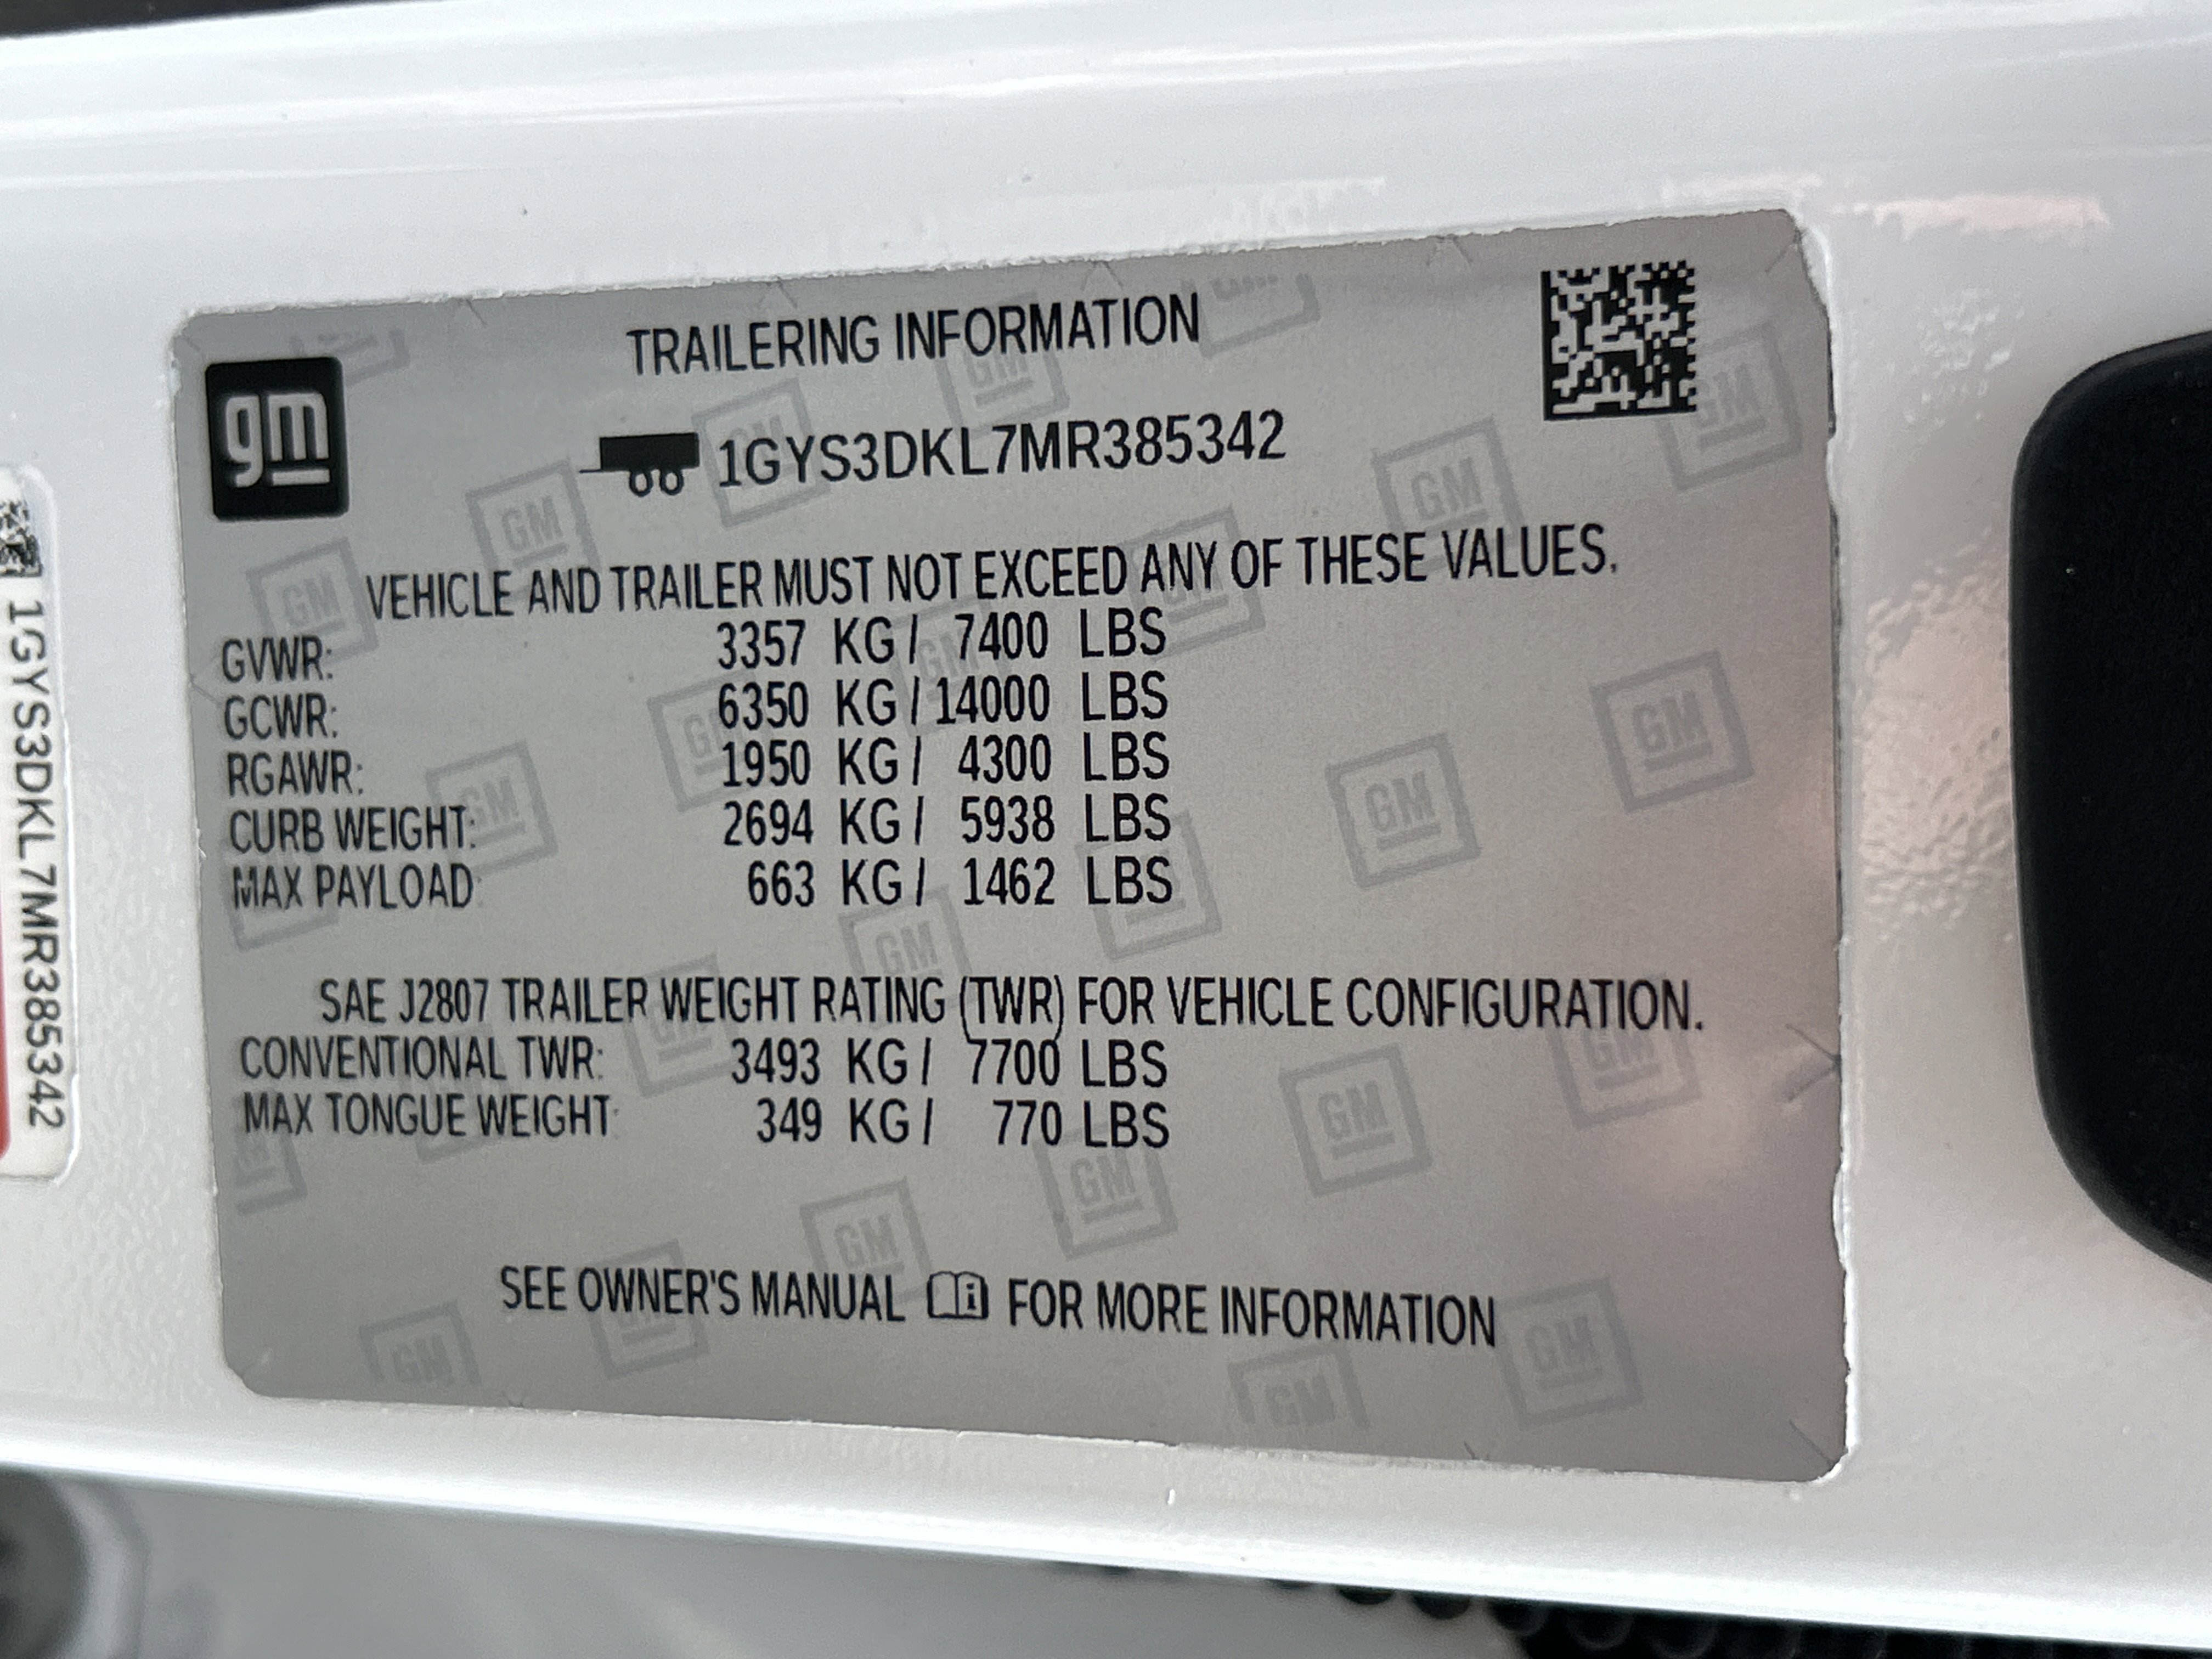 TRAILERING INFORMATION
gm
1GYS3DKL7MR385342
VEHICLE AND TRAILER MUST NOT EXCEED ANY OF THESE VALUES.
GVWR: 3357 KG / 7400 LBS
GCWR: 6350 KG / 14000 LBS
RGAWR: 1950 KG / 4300 LBS
CURB WEIGHT: 2694 KG / 5938 LBS
MAX PAYLOAD: 663 KG / 1462 LBS
SAE J2807 TRAILER WEIGHT RATING (TWR) FOR VEHICLE CONFIGURATION.
CONVENTIONAL TWR: 3493 KG / 7700 LBS
MAX TONGUE WEIGHT: 349 KG / 770 LBS
SEE OWNER'S MANUAL FOR MORE INFORMATION
1GYS3DKL7MR385342